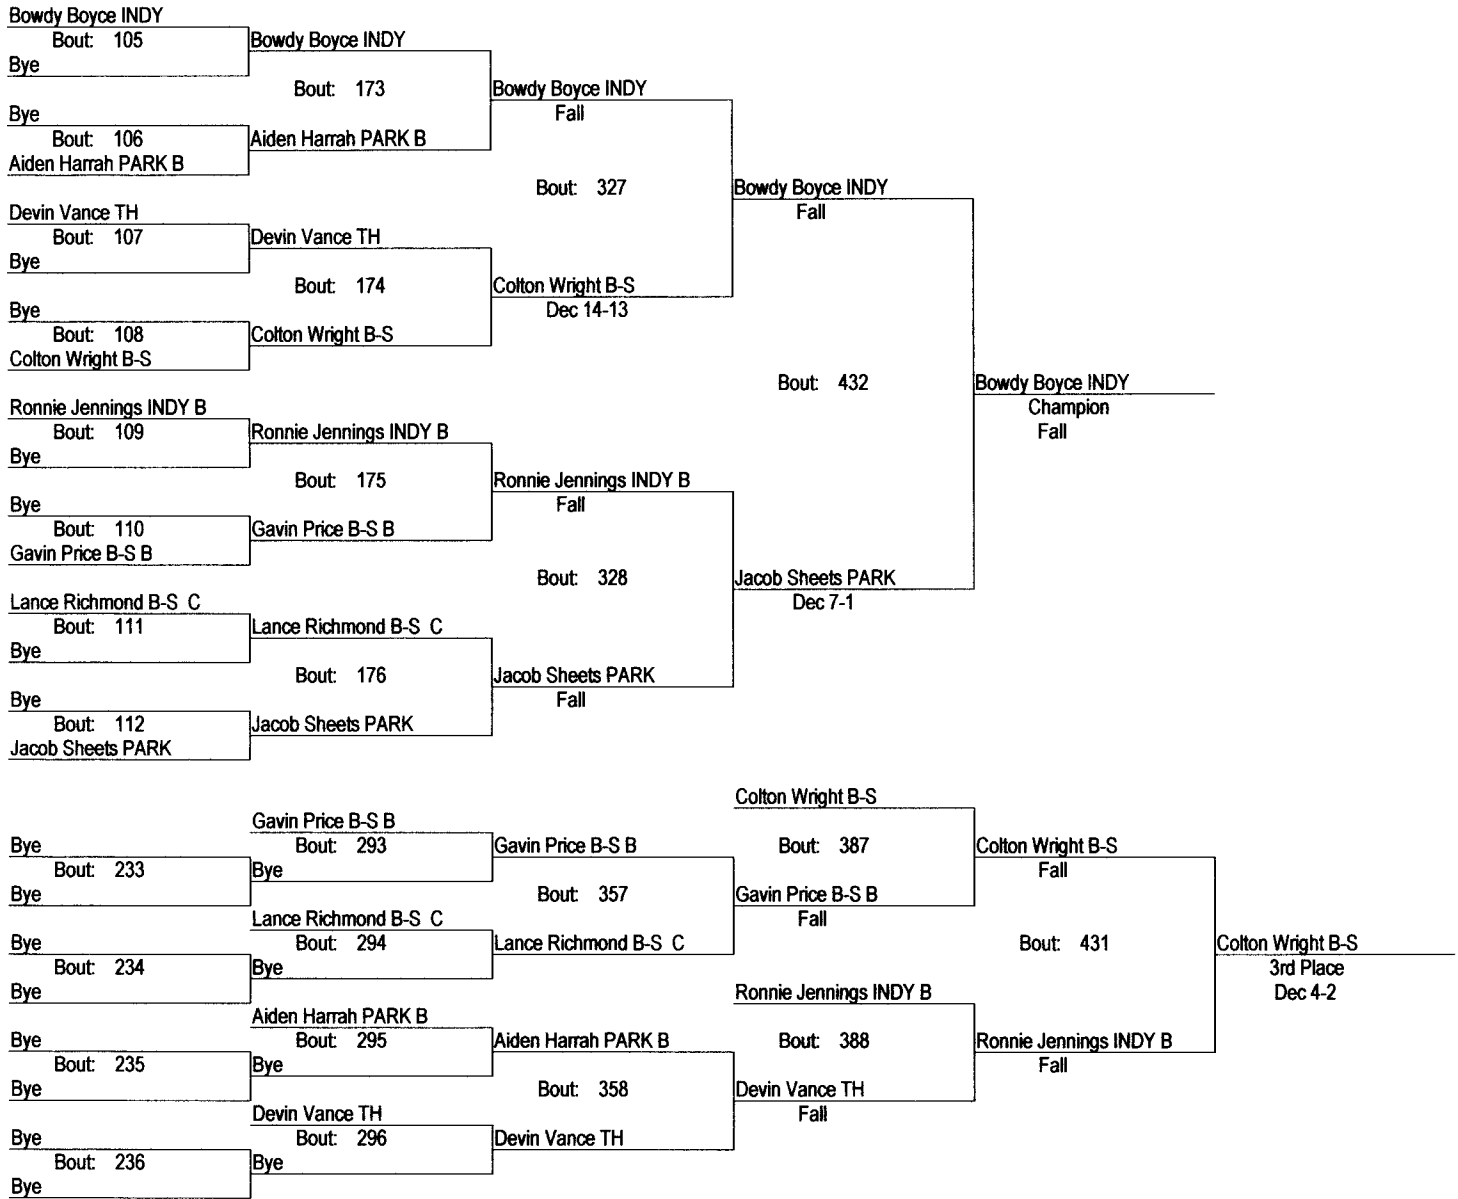 Bowdy Boyce INDY
Bout: 105
Bye
Bowdy Boyce INDY
Bout: 173
Bye
Bout: 106
Aiden Harrah PARK B
Aiden Harrah PARK B
Bowdy Boyce INDY
Fall
Bout: 327
Devin Vance TH
Bout: 107
Bye
Devin Vance TH
Bout: 174
Bye
Bout: 108
Colton Wright B-S
Colton Wright B-S
Colton Wright B-S
Dec 14-13
Bowdy Boyce INDY
Fall
Bout: 432
Bowdy Boyce INDY
Champion
Fall
Ronnie Jennings INDY B
Bout: 109
Bye
Ronnie Jennings INDY B
Bout: 175
Bye
Bout: 110
Gavin Price B-S B
Gavin Price B-S B
Ronnie Jennings INDY B
Fall
Bout: 328
Jacob Sheets PARK
Dec 7-1
Lance Richmond B-S C
Bout: 111
Bye
Lance Richmond B-S C
Bout: 176
Bye
Bout: 112
Jacob Sheets PARK
Jacob Sheets PARK
Jacob Sheets PARK
Fall
Bye
Bout: 233
Bye
Gavin Price B-S B
Bout: 293
Bye
Gavin Price B-S B
Bout: 357
Bye
Bout: 234
Bye
Lance Richmond B-S C
Bout: 294
Bye
Lance Richmond B-S C
Colton Wright B-S
Bout: 387
Gavin Price B-S B
Fall
Colton Wright B-S
Fall
Bout: 431
Colton Wright B-S
3rd Place
Dec 4-2
Bye
Bout: 235
Bye
Aiden Harrah PARK B
Bout: 295
Bye
Aiden Harrah PARK B
Bout: 358
Bye
Bout: 236
Bye
Devin Vance TH
Bout: 296
Bye
Devin Vance TH
Ronnie Jennings INDY B
Bout: 388
Devin Vance TH
Fall
Ronnie Jennings INDY B
Fall